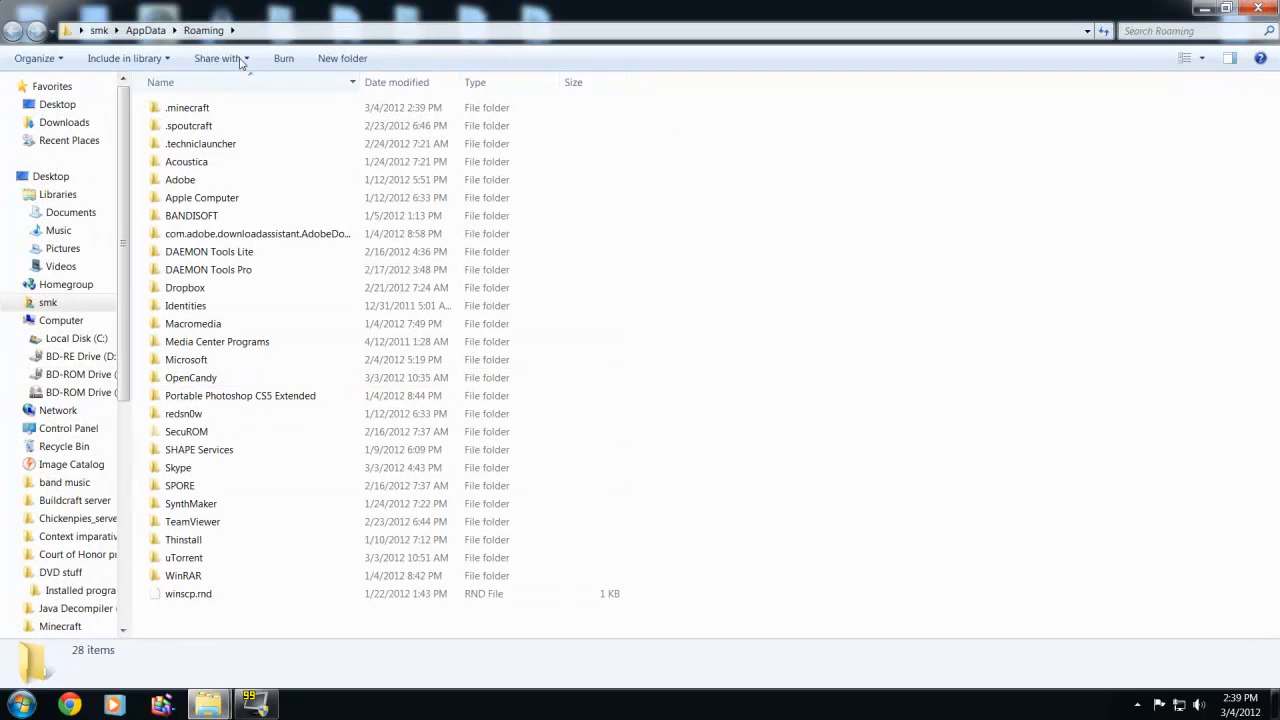 smk AppData Roaming
Search Roaming
Organize Include in library Share with Burn New folder
Name Date modified Type Size
Favorites
Desktop
Downloads
Recent Places
Desktop
Libraries
Documents
Music
Pictures
Videos
Homegroup
smk
Computer
Local Disk (C:)
BD-RE Drive (D:
BD-ROM Drive (
BD-ROM Drive (
Network
Control Panel
Recycle Bin
Image Catalog
band music
Buildcraft server
Chickenpies_serve
Context imparativ
Court of Honor pr
DVD stuff
Installed progra
Java Decompiler (
Minecraft
.minecraft 3/4/2012 2:39 PM File folder
.spoutcraft 2/23/2012 6:46 PM File folder
.techniclauncher 2/24/2012 7:21 AM File folder
Acoustica 1/24/2012 7:21 PM File folder
Adobe 1/12/2012 5:51 PM File folder
Apple Computer 1/12/2012 6:33 PM File folder
BANDISOFT 1/5/2012 1:13 PM File folder
com.adobe.downloadassistant.AdobeDo... 1/4/2012 8:58 PM File folder
DAEMON Tools Lite 2/16/2012 4:36 PM File folder
DAEMON Tools Pro 2/17/2012 3:48 PM File folder
Dropbox 2/21/2012 7:24 AM File folder
Identities 12/31/2011 5:01 A... File folder
Macromedia 1/4/2012 7:49 PM File folder
Media Center Programs 4/12/2011 1:28 AM File folder
Microsoft 2/4/2012 5:19 PM File folder
OpenCandy 3/3/2012 10:35 AM File folder
Portable Photoshop CS5 Extended 1/4/2012 8:44 PM File folder
redsn0w 1/12/2012 6:33 PM File folder
SecuROM 2/16/2012 7:37 AM File folder
SHAPE Services 1/9/2012 6:09 PM File folder
Skype 3/3/2012 4:43 PM File folder
SPORE 2/16/2012 7:37 AM File folder
SynthMaker 1/24/2012 7:22 PM File folder
TeamViewer 2/23/2012 6:44 PM File folder
Thinstall 1/10/2012 7:12 PM File folder
uTorrent 3/3/2012 10:51 AM File folder
WinRAR 1/4/2012 8:42 PM File folder
winscp.rnd 1/22/2012 1:43 PM RND File 1 KB
28 items
99
2:39 PM
3/4/2012